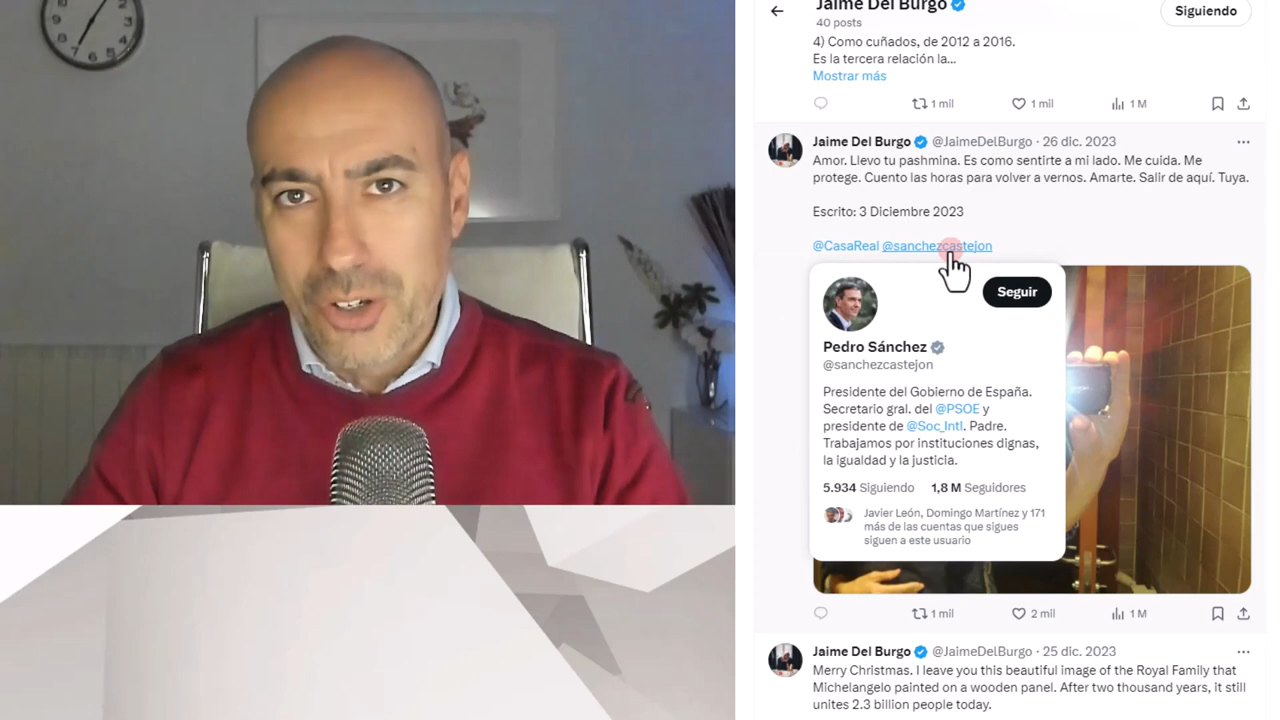 Jaime Del Burgo
40 posts
Siguiendo
4) Como cuñados, de 2012 a 2016.
Es la tercera relación la...
Mostrar más
1 mil
1 mil
1 M
Jaime Del Burgo @JaimeDelBurgo · 26 dic. 2023
Amor. Llevo tu pashmina. Es como sentirte a mi lado. Me cuida. Me
protege. Cuento las horas para volver a vernos. Amarte. Salir de aquí. Tuya.
Escrito: 3 Diciembre 2023
@CasaReal @sanchezcastejon
Seguir
Pedro Sánchez
@sanchezcastejon
Presidente del Gobierno de España.
Secretario gral. del @PSOE y
presidente de @Soc_Intl. Padre.
Trabajamos por instituciones dignas,
la igualdad y la justicia.
5.934 Siguiendo 1,8 M Seguidores
Javier León, Domingo Martínez y 171
más de las cuentas que sigues
siguen a este usuario
1 mil
2 mil
1 M
Jaime Del Burgo @JaimeDelBurgo · 25 dic. 2023
Merry Christmas. I leave you this beautiful image of the Royal Family that
Michelangelo painted on a wooden panel. After two thousand years, it still
unites 2.3 billion people today.